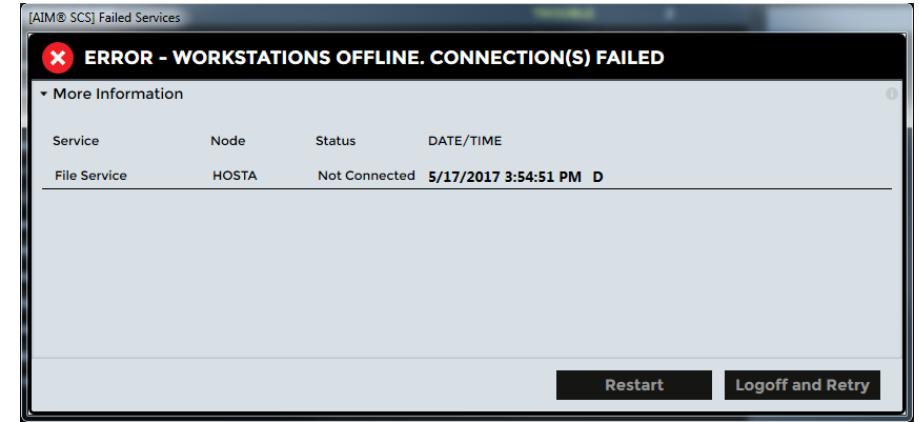 [AIM® SCS] Failed Services
TROUBLE
ERROR - WORKSTATIONS OFFLINE. CONNECTION(S) FAILED
More Information
Service Node Status DATE/TIME
File Service HOSTA Not Connected 5/17/2017 3:54:51 PM D
Restart Logoff and Retry